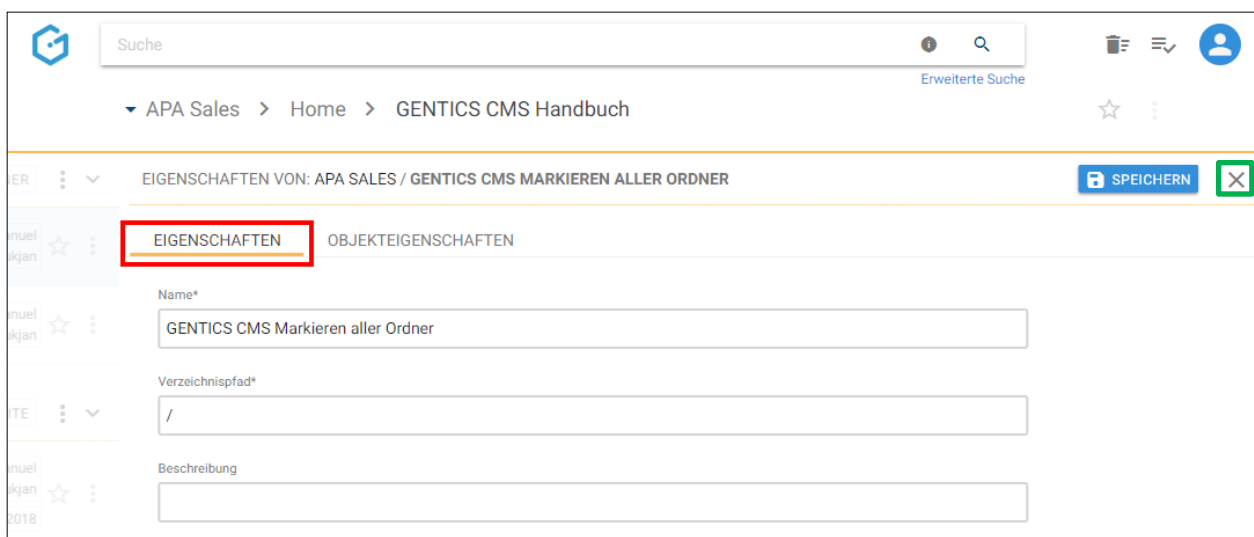 Suche
Erweiterte Suche
APA Sales > Home > GENTICS CMS Handbuch
EIGENSCHAFTEN VON: APA SALES / GENTICS CMS MARKIEREN ALLER ORDNER
SPEICHERN
EIGENSCHAFTEN OBJEKTEIGENSCHAFTEN
Name*
GENTICS CMS Markieren aller Ordner
Verzeichnispfad*
/
Beschreibung
2018